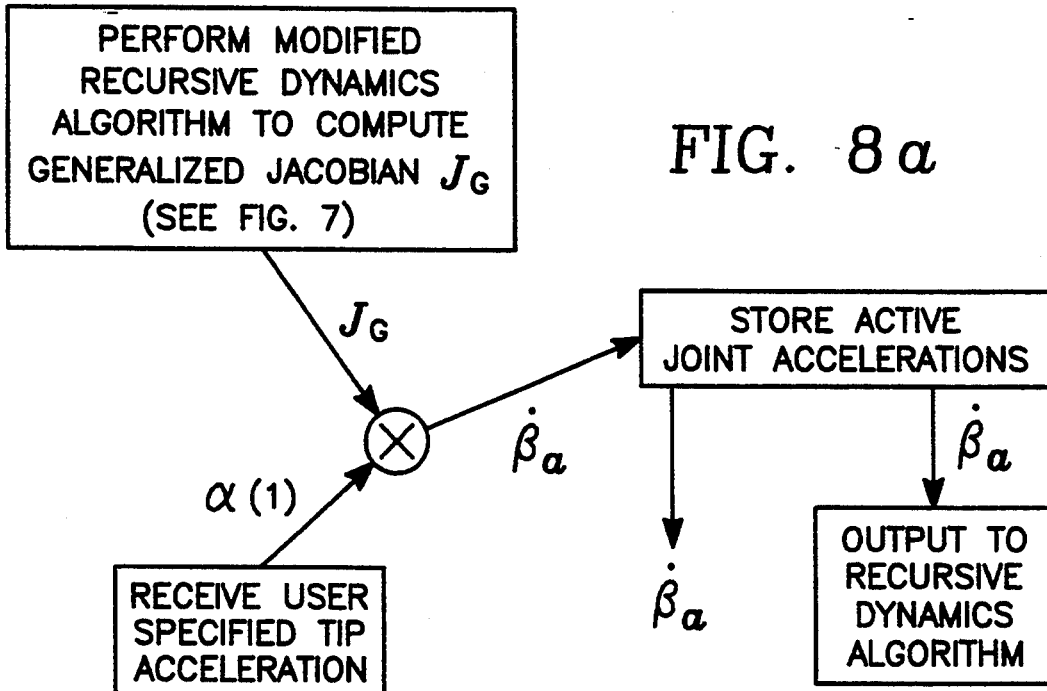 PERFORM MODIFIED
RECURSIVE DYNAMICS
ALGORITHM TO COMPUTE
GENERALIZED JACOBIAN J_G
(SEE FIG. 7)
FIG. 8a
J_G
STORE ACTIVE
JOINT ACCELERATIONS
β̇_a
β̇_a
α(1)
RECEIVE USER
SPECIFIED TIP
ACCELERATION
β̇_a
OUTPUT TO
RECURSIVE
DYNAMICS
ALGORITHM